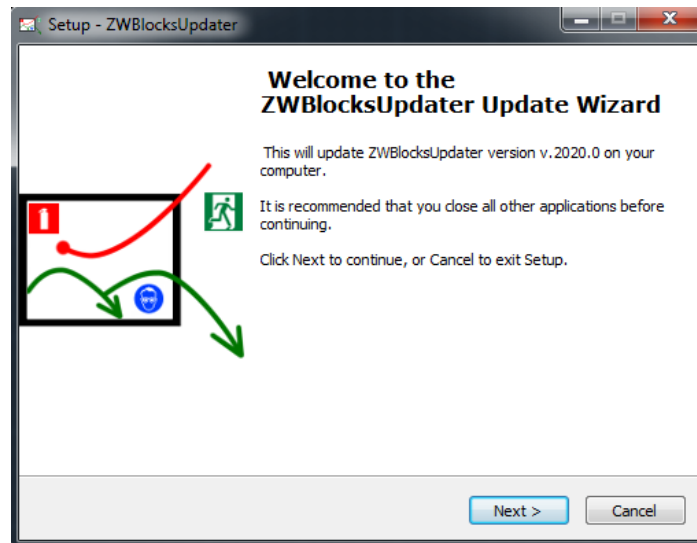 Setup - ZWBlocksUpdater
Welcome to the
ZWBlocksUpdater Update Wizard
This will update ZWBlocksUpdater version v.2020.0 on your
computer.
It is recommended that you close all other applications before
continuing.
Click Next to continue, or Cancel to exit Setup.
Next >
Cancel